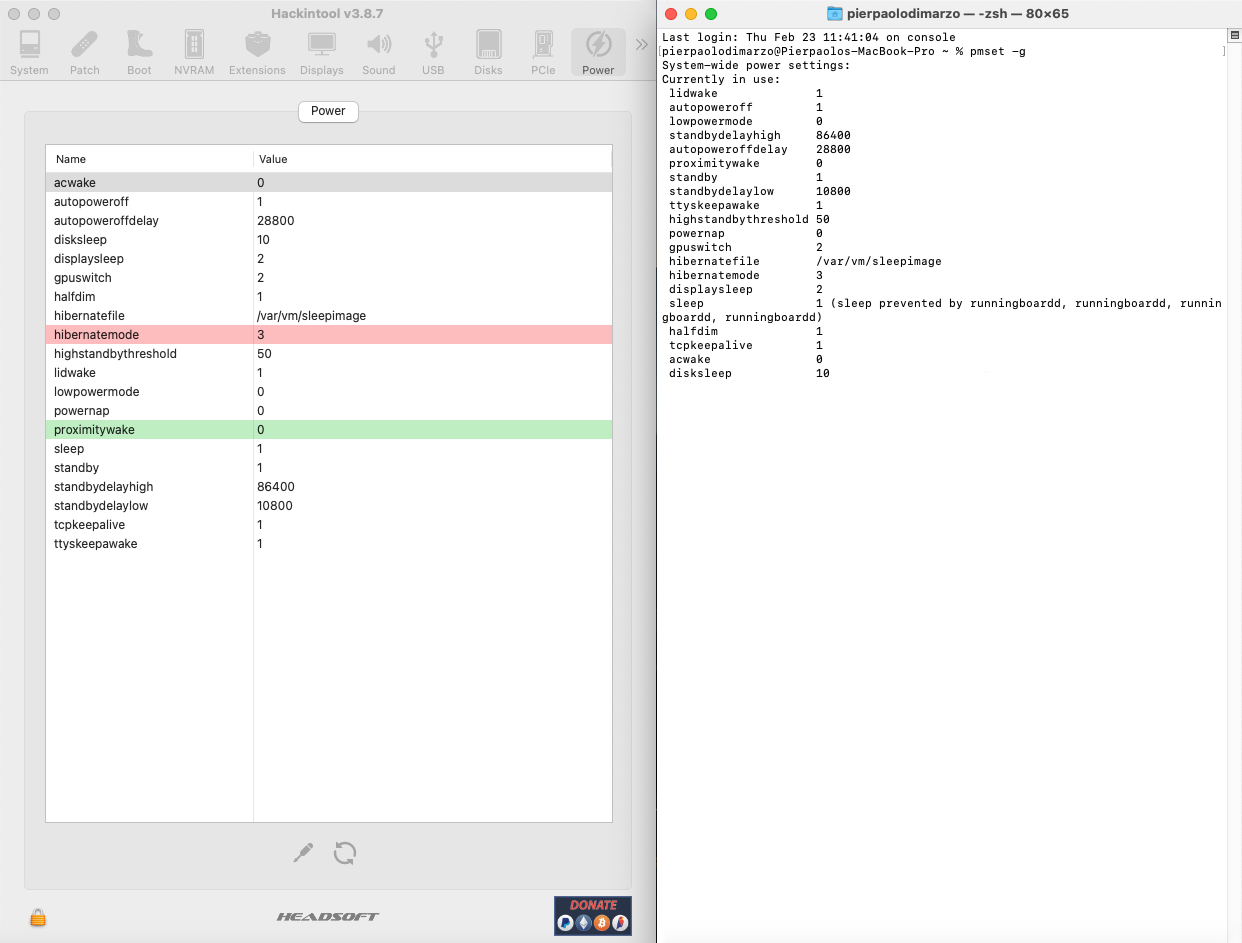 Hackintool v3.8.7
System Patch Boot NVRAM Extensions Displays Sound USB Disks PCIe Power
Power
Name Value
acwake 0
autopoweroff 1
autopoweroffdelay 28800
disksleep 10
displaysleep 2
gpuswitch 2
halfdim 1
hibernatefile /var/vm/sleepimage
hibernatemode 3
highstandbythreshold 50
lidwake 1
lowpowermode 0
powernap 0
proximitywake 0
sleep 1
standby 1
standbydelayhigh 86400
standbydelaylow 10800
tcpkeepalive 1
ttyskeepawake 1
HEADSOFT
DONATE
pierpaolodimarzo — -zsh — 80×65
Last login: Thu Feb 23 11:41:04 on console
[pierpaolodimarzo@Pierpaolos-MacBook-Pro ~ % pmset -g ]
System-wide power settings:
Currently in use:
lidwake 1
autopoweroff 1
lowpowermode 0
standbydelayhigh 86400
autopoweroffdelay 28800
proximitywake 0
standby 1
standbydelaylow 10800
ttyskeepawake 1
highstandbythreshold 50
powernap 0
gpuswitch 2
hibernatefile /var/vm/sleepimage
hibernatemode 3
displaysleep 2
sleep 1 (sleep prevented by runningboardd, runningboardd, runnin
gboardd, runningboardd)
halfdim 1
tcpkeepalive 1
acwake 0
disksleep 10